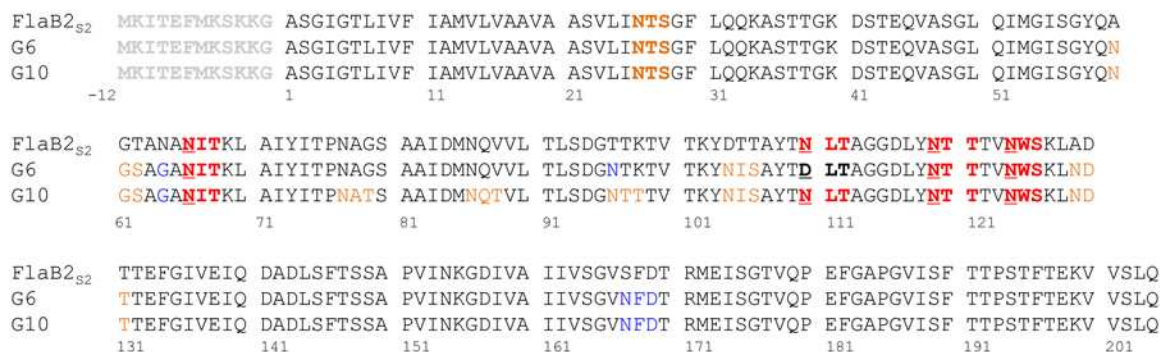 FlaB2S2 MKITEFMKSKKG ASGIGTLIVF IAMVLVAAVA ASVLINTSGF LQQKASTTGK DSTEQVASGL QIMGISGYQA
G6 MKITEFMKSKKG ASGIGTLIVF IAMVLVAAVA ASVLINTSGF LQQKASTTGK DSTEQVASGL QIMGISGYQN
G10 MKITEFMKSKKG ASGIGTLIVF IAMVLVAAVA ASVLINTSGF LQQKASTTGK DSTEQVASGL QIMGISGYQN
-12 1 11 21 31 41 51
FlaB2S2 GTANANITKL AIYITPNAGS AAIDMNQVVL TLSDGTTKTV TKYDTTAYTN LTAGGDLYNT TTVNWSKLAD
G6 GSAGANITKL AIYITPNAGS AAIDMNQVVL TLSDGNTKTV TKYNISAYTD LTAGGDLYNT TTVNWSKLND
G10 GSAGANITKL AIYITPNATS AAIDMNQTVL TLSDGNTTTV TKYNISAYTN LTAGGDLYNT TTVNWSKLND
61 71 81 91 101 111 121
FlaB2S2 TTEFGIVEIQ DADLSFTSSA PVINKGDIVA IIVSGVSFDT RMEISGTVQP EFGAPGVISF TTPSTFTEKV VSLQ
G6 TTEFGIVEIQ DADLSFTSSA PVINKGDIVA IIVSGVNFDT RMEISGTVQP EFGAPGVISF TTPSTFTEKV VSLQ
G10 TTEFGIVEIQ DADLSFTSSA PVINKGDIVA IIVSGVNFDT RMEISGTVQP EFGAPGVISF TTPSTFTEKV VSLQ
131 141 151 161 171 181 191 201